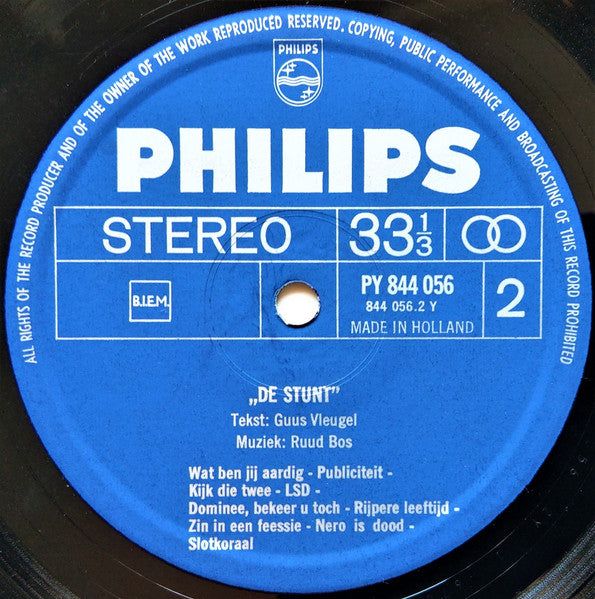 ALL RIGHTS OF THE RECORD PRODUCER AND OF THE OWNER OF THE WORK REPRODUCED RESERVED. COPYING, PUBLIC PERFORMANCE AND BROADCASTING OF THIS RECORD PROHIBITED
PHILIPS
PHILIPS
STEREO 33 1/3
B.I.E.M. PY 844 056 2
844 056.2 Y
MADE IN HOLLAND
„DE STUNT”
Tekst: Guus Vleugel
Muziek: Ruud Bos
Wat ben jij aardig - Publiciteit -
Kijk die twee - LSD -
Dominee, bekeer u toch - Rijpere leeftijd -
Zin in een feessie - Nero is dood -
Slotkoraal